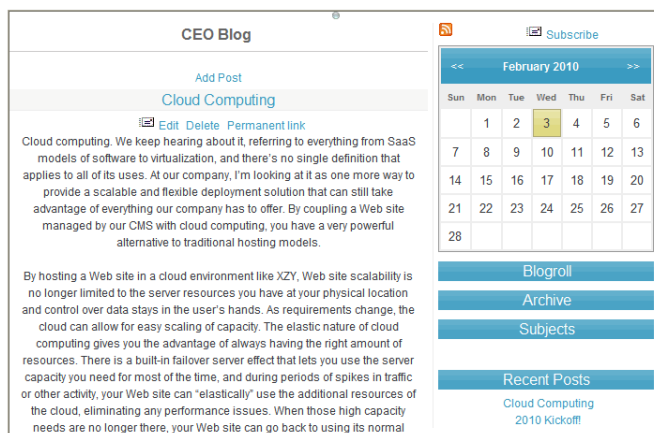 CEO Blog
Add Post
Cloud Computing
Edit Delete Permanent link
Cloud computing. We keep hearing about it, referring to everything from SaaS
models of software to virtualization, and there's no single definition that
applies to all of its uses. At our company, I'm looking at it as one more way to
provide a scalable and flexible deployment solution that can still take
advantage of everything our company has to offer. By coupling a Web site
managed by our CMS with cloud computing, you have a very powerful
alternative to traditional hosting models.
By hosting a Web site in a cloud environment like XZY, Web site scalability is
no longer limited to the server resources you have at your physical location
and control over data stays in the user's hands. As requirements change, the
cloud can allow for easy scaling of capacity. The elastic nature of cloud
computing gives you the advantage of always having the right amount of
resources. There is a built-in failover server effect that lets you use the server
capacity you need for most of the time, and during periods of spikes in traffic
or other activity, your Web site can "elastically" use the additional resources of
the cloud, eliminating any performance issues. When those high capacity
needs are no longer there, your Web site can go back to using its normal
Subscribe
<< February 2010 >>
Sun Mon Tue Wed Thu Fri Sat
1 2 3 4 5 6
7 8 9 10 11 12 13
14 15 16 17 18 19 20
21 22 23 24 25 26 27
28
Blogroll
Archive
Subjects
Recent Posts
Cloud Computing
2010 Kickoff!